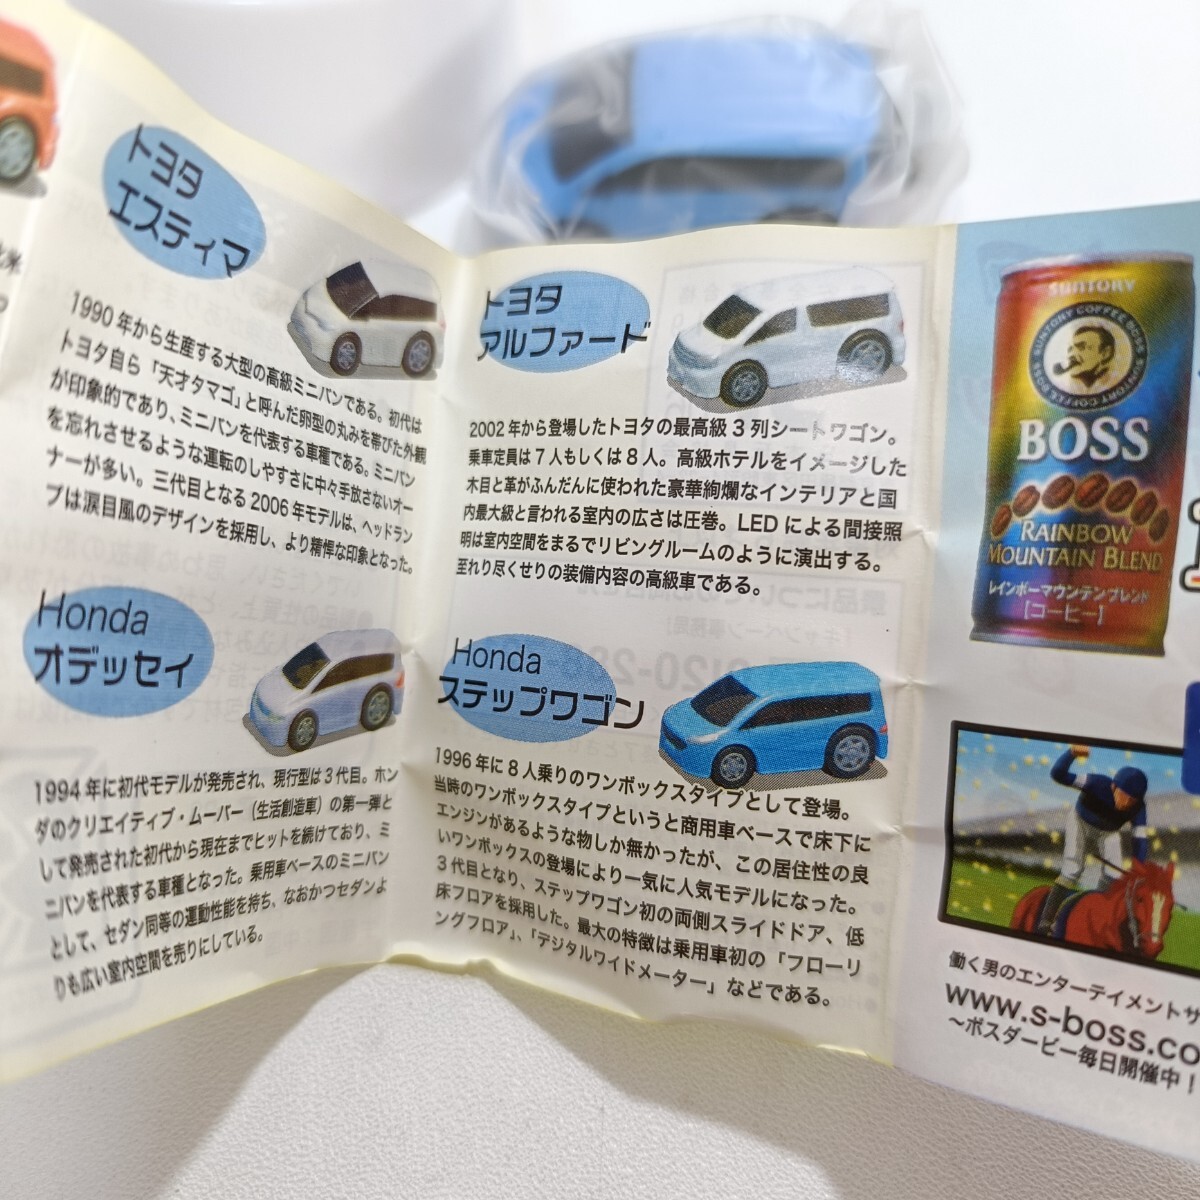 トヨタ
エスティマ
1990年から生産する大型の高級ミニバンである。初代は
トヨタ自ら「天才タマゴ」と呼んだ卵型の丸みを帯びた外観
が印象的であり、ミニバンを代表する車種である。ミニバン
を忘れさせるような運転のしやすさに中々手放さないオー
ナーが多い。三代目となる2006年モデルは、ヘッドラン
プは涙目風のデザインを採用し、より精悍な印象となった。
Honda
オデッセイ
1994年に初代モデルが発売され、現行型は3代目。ホン
ダのクリエイティブ・ムーバー（生活創造車）の第一弾と
して発売された初代から現在までヒットを続けており、ミ
ニバンを代表する車種となった。乗用車ベースのミニバン
として、セダン同等の運動性能を持ち、なおかつセダンよ
りも広い室内空間を売りにしている。
トヨタ
アルファード
2002年から登場したトヨタの最高級3列シートワゴン。
乗車定員は7人もしくは8人。高級ホテルをイメージした
木目と革がふんだんに使われた豪華絢爛なインテリアと国
内最大級と言われる室内の広さは圧巻。LEDによる間接照
明は室内空間をまるでリビングルームのように演出する。
至れり尽くせりの装備内容の高級車である。
Honda
ステップワゴン
1996年に8人乗りのワンボックスタイプとして登場。
当時のワンボックスタイプというと商用車ベースで床下に
エンジンがあるような物しか無かったが、この居住性の良
いワンボックスの登場により一気に人気モデルになった。
3代目となり、ステップワゴン初の両側スライドドア、低
床フロアを採用した。最大の特徴は乗用車初の「フローリ
ングフロア」、「デジタルワイドメーター」などである。
SUNTORY
SUNTORY COFFEE BOSS
BOSS
RAINBOW
MOUNTAIN BLEND
レインボーマウンテンブレンド
［コーヒー］
働く男のエンターテイメントサ
www.s-boss.co
〜ボスダービー毎日開催中！